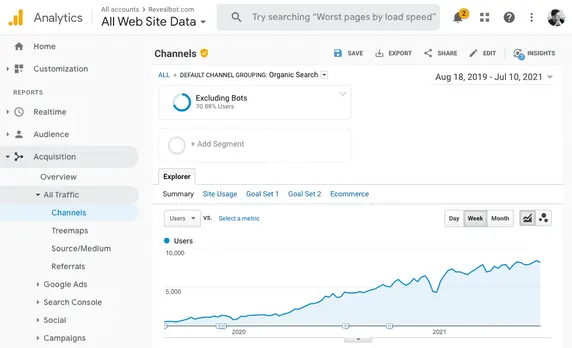 Analytics
All accounts > Revealbot.com
All Web Site Data
Try searching "Worst pages by load speed"
2
Home
Customization
REPORTS
Realtime
Audience
Acquisition
Overview
All Traffic
Channels
Treemaps
Source/Medium
Referrals
Google Ads
Search Console
Social
Campaigns
Channels
SAVE
EXPORT
SHARE
EDIT
INSIGHTS
ALL » DEFAULT CHANNEL GROUPING: Organic Search
Aug 18, 2019 - Jul 10, 2021
Excluding Bots
70.88% Users
+ Add Segment
Explorer
Summary Site Usage Goal Set 1 Goal Set 2 Ecommerce
Users VS. Select a metric
Day Week Month
Users
10,000
5,000
2020 2021